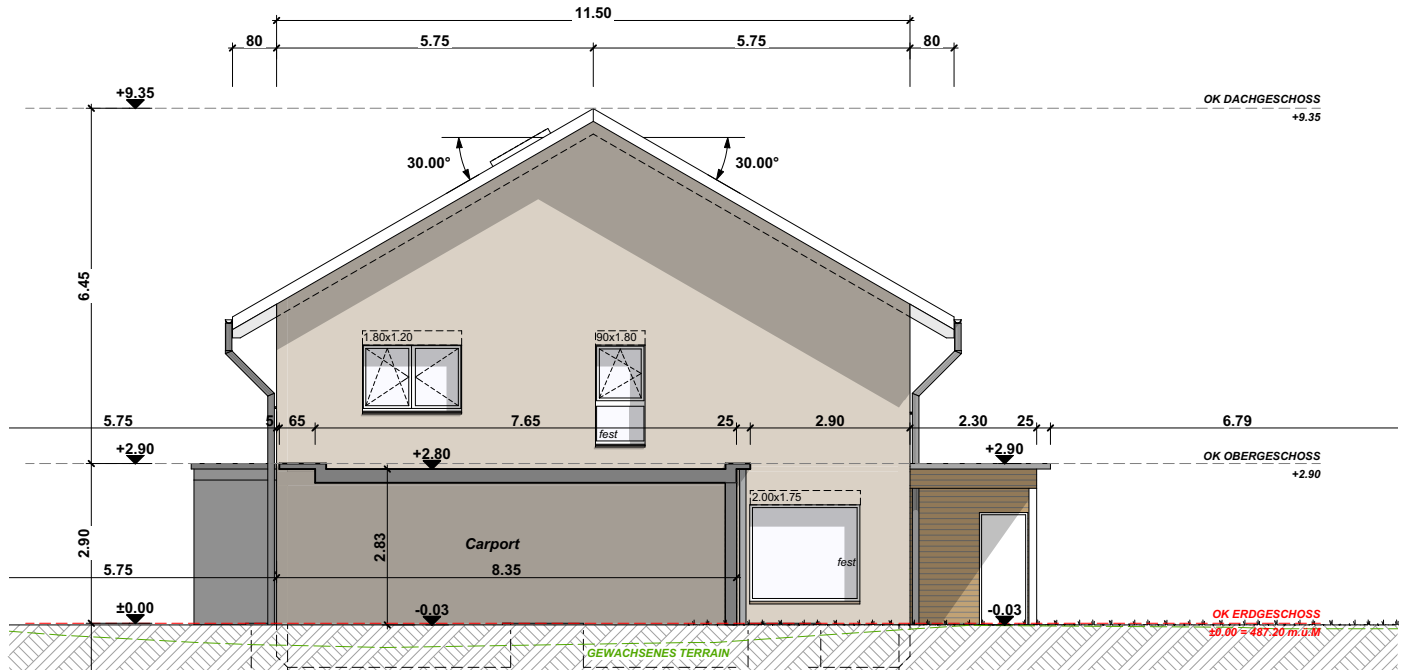 11.50
80
5.75
5.75
80
+9.35
OK DACHGESCHOSS
+9.35
30.00°
30.00°
6.45
1.80x1.20
90x1.80
5.75
5
65
7.65
25
2.90
2.30
25
6.79
fest
+2.90
+2.80
+2.90
OK OBERGESCHOSS
+2.90
2.00x1.75
2.90
2.83
Carport
fest
5.75
8.35
±0.00
-0.03
-0.03
OK ERDGESCHOSS
±0.00 = 487.20 m.ü.M
GEWACHSENES TERRAIN